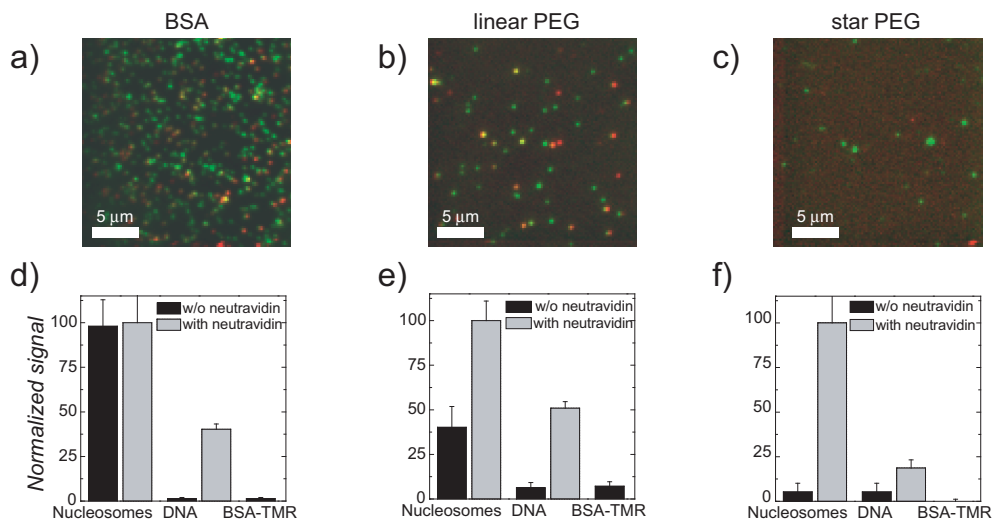 BSA
linear PEG
star PEG
a)
b)
c)
5 μm
5 μm
5 μm
d)
e)
f)
Normalized signal
100
75
50
25
0
w/o neutravidin
with neutravidin
Nucleosomes DNA BSA-TMR
100
75
50
25
0
w/o neutravidin
with neutravidin
Nucleosomes DNA BSA-TMR
100
75
50
25
0
w/o neutravidin
with neutravidin
Nucleosomes DNA BSA-TMR